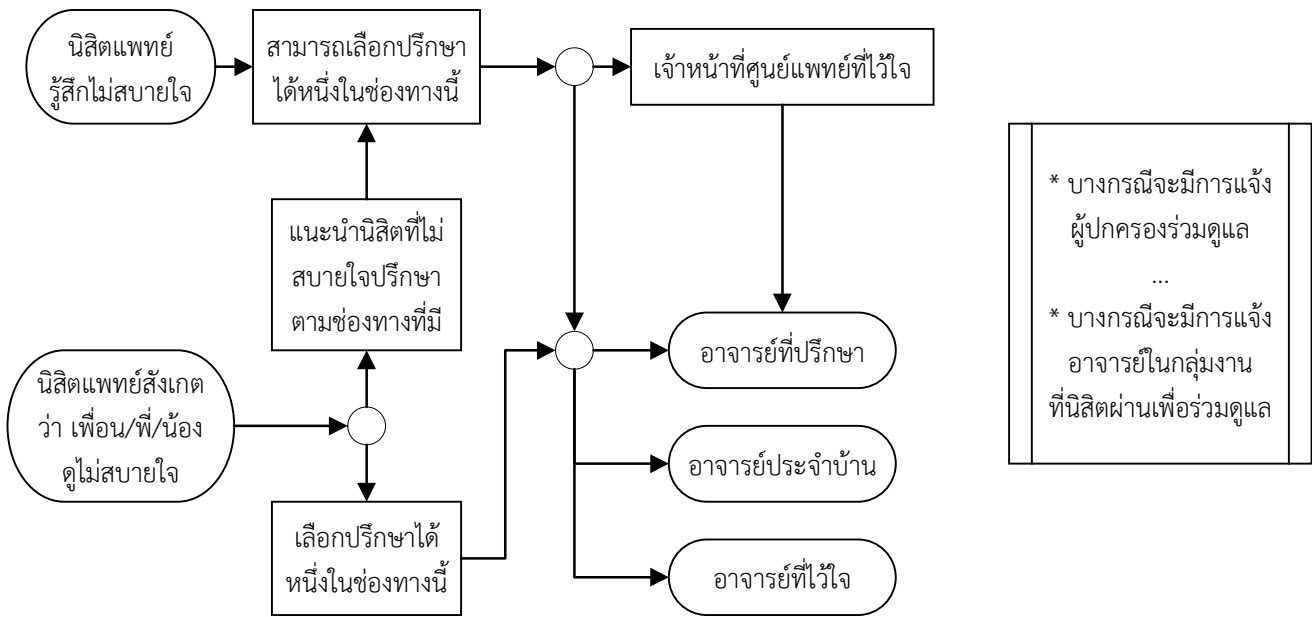 นิสิตแพทย์
รู้สึกไม่สบายใจ
สามารถเลือกปรึกษา
ได้หนึ่งในช่องทางนี้
เจ้าหน้าที่ศูนย์แพทย์ที่ไว้ใจ
แนะนำนิสิตที่ไม่
สบายใจปรึกษา
ตามช่องทางที่มี
นิสิตแพทย์สังเกต
ว่า เพื่อน/พี่/น้อง
ดูไม่สบายใจ
เลือกปรึกษาได้
หนึ่งในช่องทางนี้
อาจารย์ที่ปรึกษา
อาจารย์ประจำบ้าน
อาจารย์ที่ไว้ใจ
* บางกรณีจะมีการแจ้ง
ผู้ปกครองร่วมดูแล
...
* บางกรณีจะมีการแจ้ง
อาจารย์ในกลุ่มงาน
ที่นิสิตผ่านเพื่อร่วมดูแล